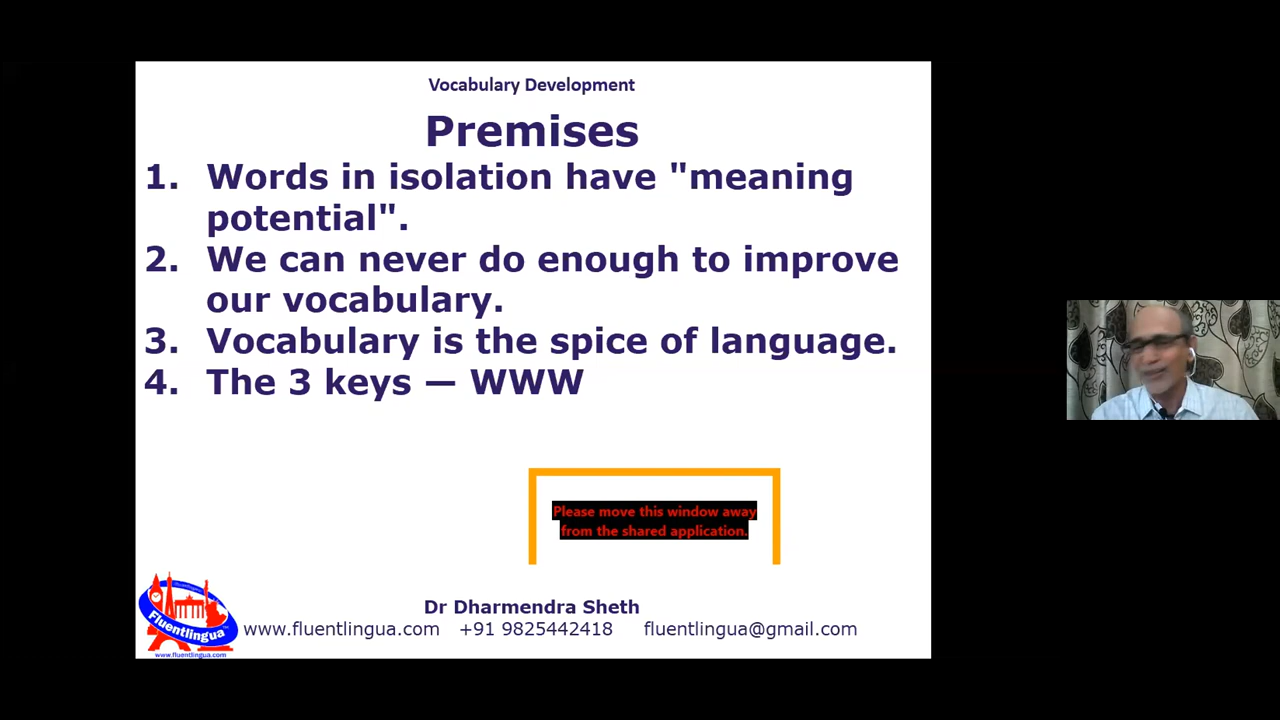 Vocabulary Development
Premises
1. Words in isolation have "meaning
potential".
2. We can never do enough to improve
our vocabulary.
3. Vocabulary is the spice of language.
4. The 3 keys — WWW
Please move this window away
from the shared application.
Dr Dharmendra Sheth
Fluentlingua
www.fluentlingua.com +91 9825442418 fluentlingua@gmail.com
www.fluentlingua.com